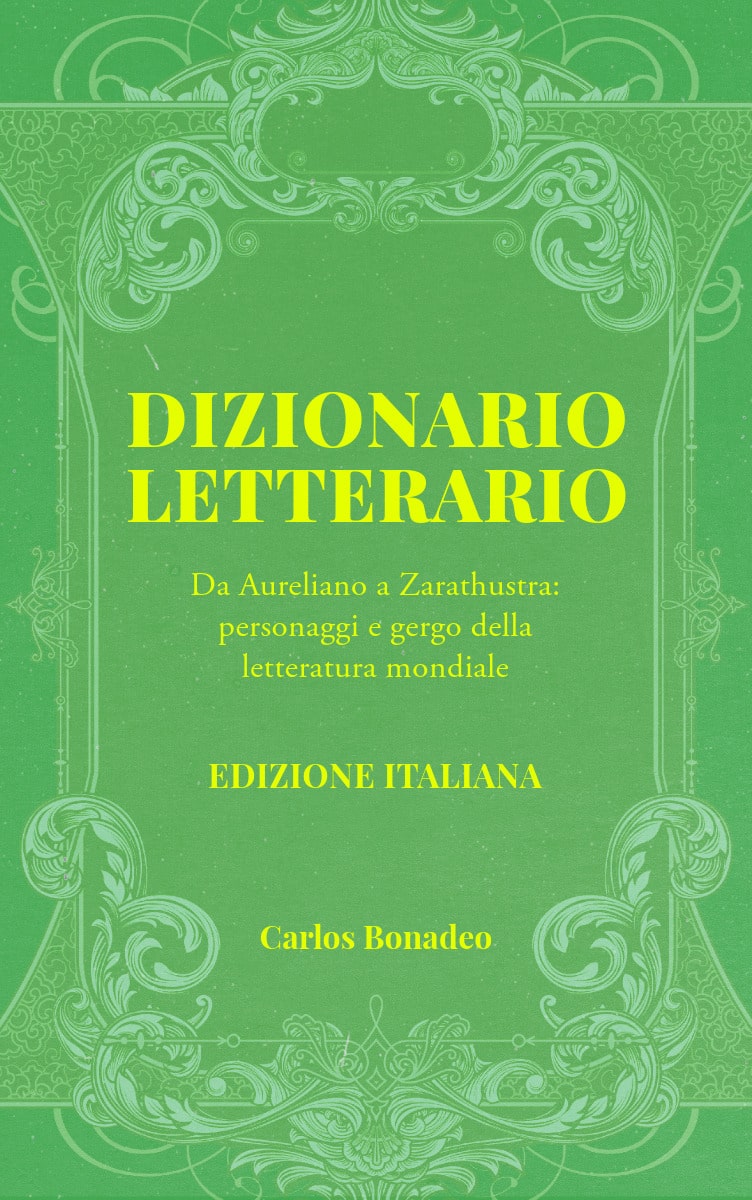 DIZIONARIO
LETTERARIO
Da Aureliano a Zarathustra:
personaggi e gergo della
letteratura mondiale
EDIZIONE ITALIANA
Carlos Bonadeo